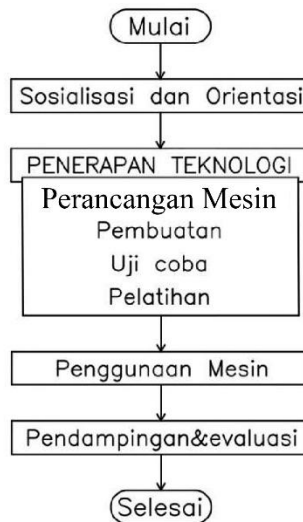 Mulai
Sosialisasi dan Orientasi
PENERAPAN TEKNOLOGI
Perancangan Mesin
Pembuatan
Uji coba
Pelatihan
Penggunaan Mesin
Pendampingan&evaluasi
Selesai